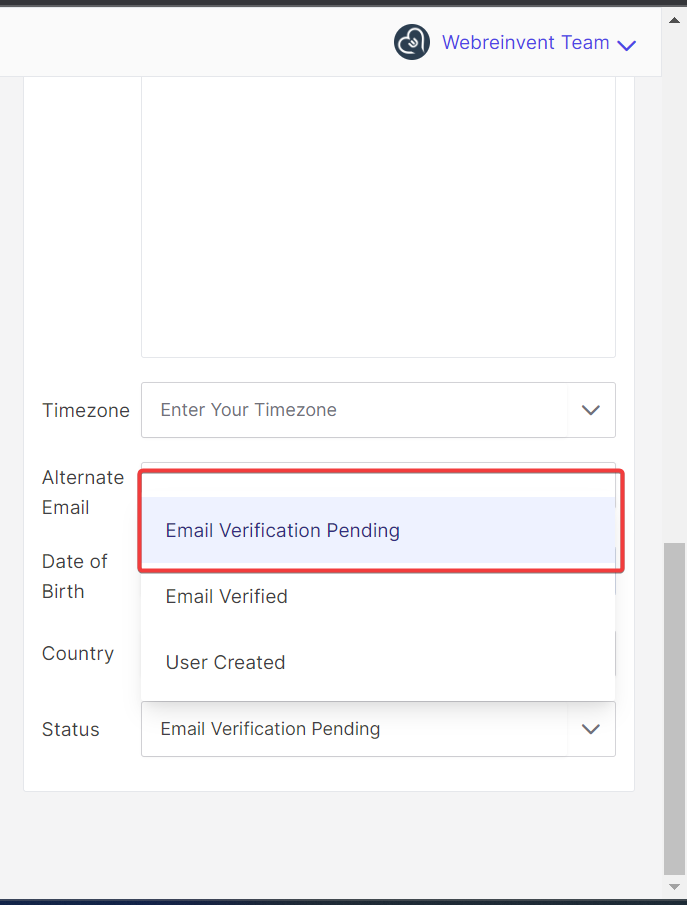 Webreinvent Team
Timezone
Enter Your Timezone
Alternate
Email
Email Verification Pending
Date of
Birth
Email Verified
Country
User Created
Status
Email Verification Pending